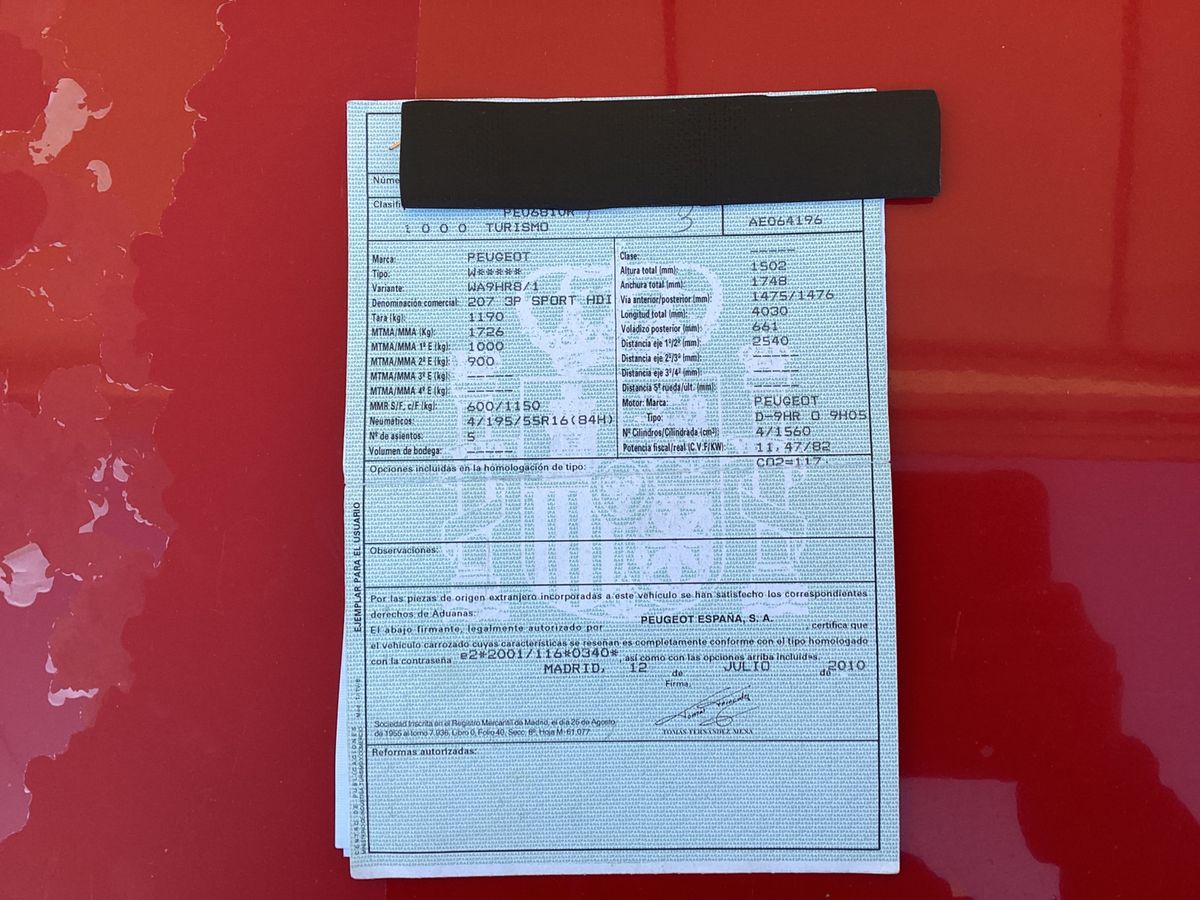 Núme
Clasifi
PEU681UR
3
AE064196
1000 TURISMO
Marca: PEUGEOT
Tipo: W*****
Variante: WA9HR8/1
Denominación comercial: 207 3P SPORT HDI
Tara (kg): 1190
MTMA/MMA (Kg): 1726
MTMA/MMA 1º E (kg): 1000
MTMA/MMA 2º E (kg): 900
MTMA/MMA 3º E (kg): -----
MTMA/MMA 4º E (kg): -----
MMR S/F, c/F (kg): 600/1150
Neumáticos: 4/195/55R16(84H)
Nº de asientos: 5
Volumen de bodega: -----
Clase: -----
Altura total (mm): 1502
Anchura total (mm): 1748
Vía anterior/posterior (mm): 1475/1476
Longitud total (mm): 4030
Voladizo posterior (mm): 661
Distancia eje 1º/2º (mm): 2540
Distancia eje 2º/3º (mm): -----
Distancia eje 3º/4º (mm): -----
Distancia 5ª rueda/últ. (mm): -----
Motor: Marca: PEUGEOT
Tipo: D-9HR O 9H05
Nº Cilindros/Cilindrada (cm³): 4/1560
Potencia fiscal/real (C.V.F/KW): 11,47/82
CO2=117
Opciones incluidas en la homologación de tipo:
Observaciones:
Por las piezas de origen extranjero incorporadas a este vehículo se han satisfecho los correspondientes
derechos de Aduanas:
El abajo firmante, legalmente autorizado por PEUGEOT ESPAÑA, S. A. , certifica que
el vehículo carrozado cuyas características se reseñan es completamente conforme con el tipo homologado
con la contraseña e2*2001/116*0340*, así como con las opciones arriba incluidas.
MADRID, 12 de JULIO de 2010
Firma,
TOMAS FERNANDEZ MENA
Sociedad Inscrita en el Registro Mercantil de Madrid, el día 25 de Agosto
de 1955 al tomo 7.936, Libro 0, Folio 40, Secc. 8ª, Hoja M-61.077
Reformas autorizadas:
EJEMPLAR PARA EL USUARIO
CENTRO DE PUBLICACIONES